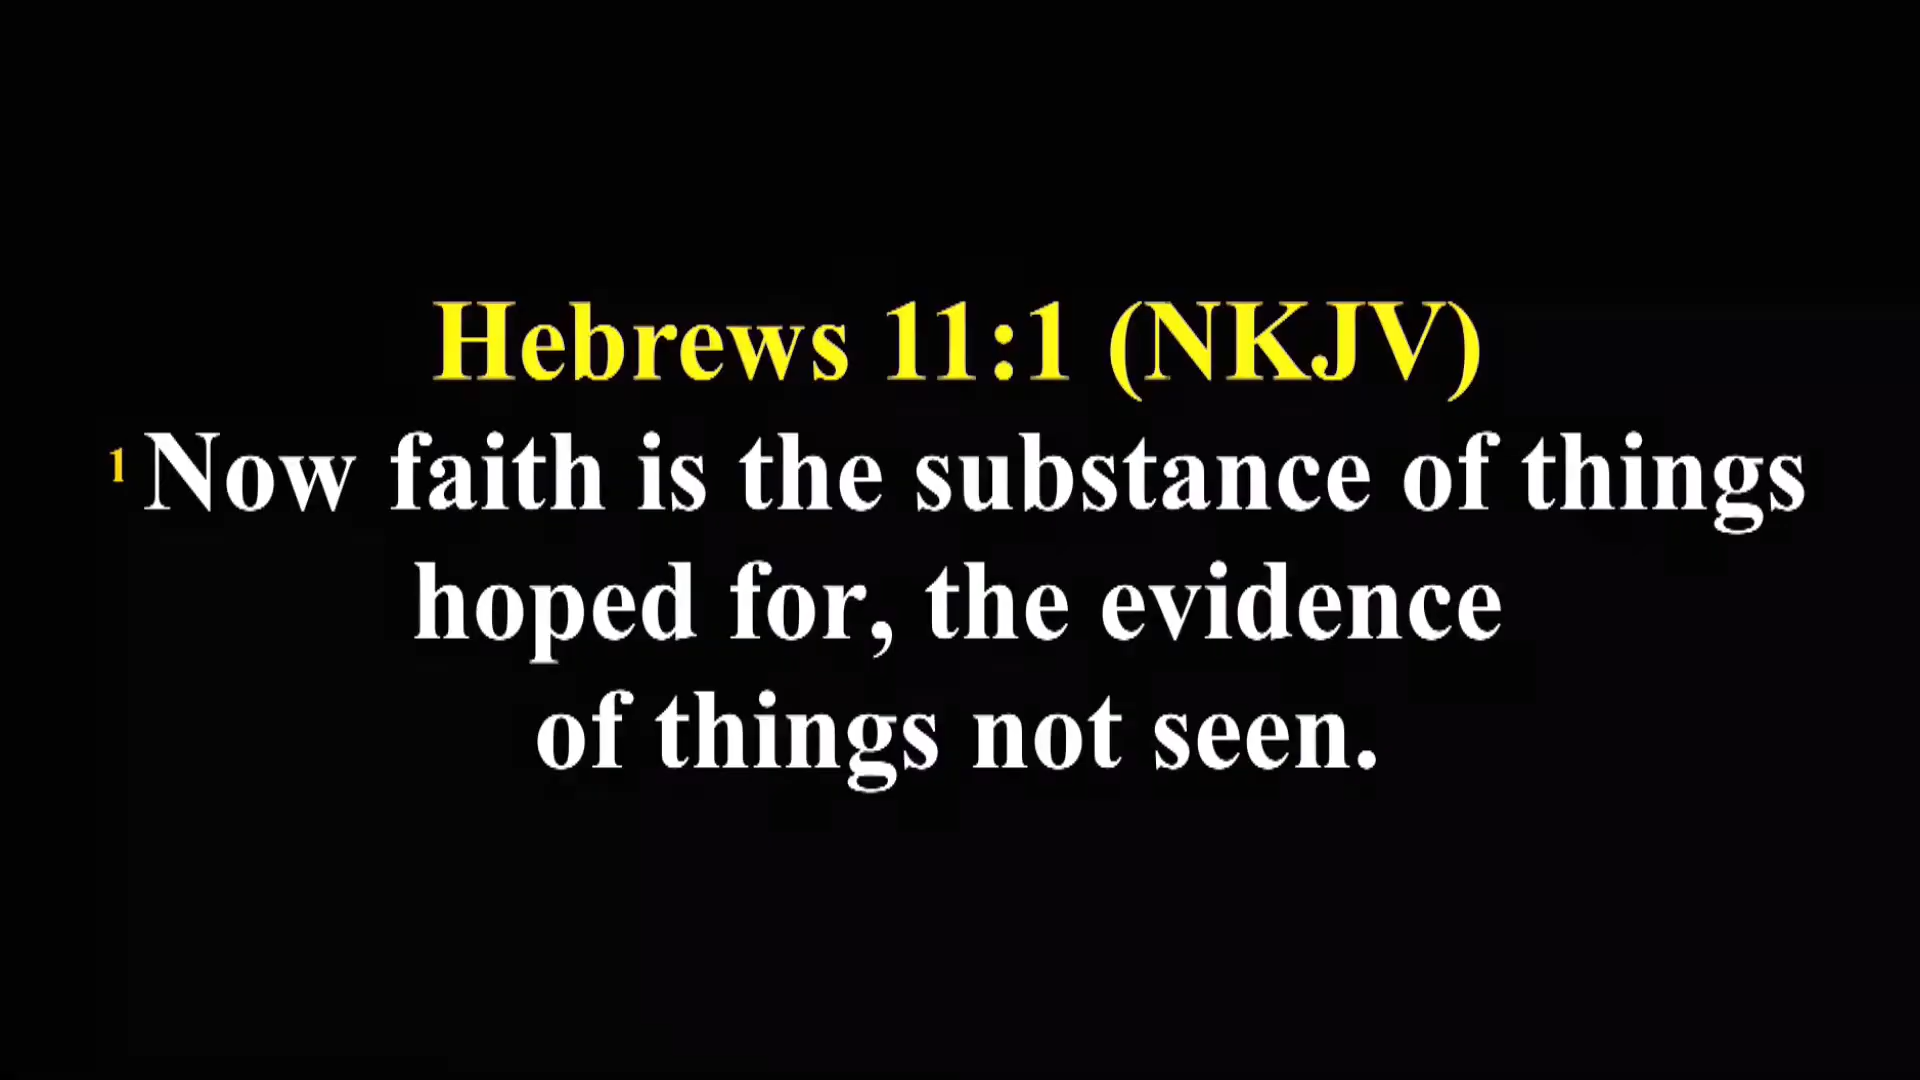 Hebrews 11:1 (NKJV)
1 Now faith is the substance of things
hoped for, the evidence
of things not seen.